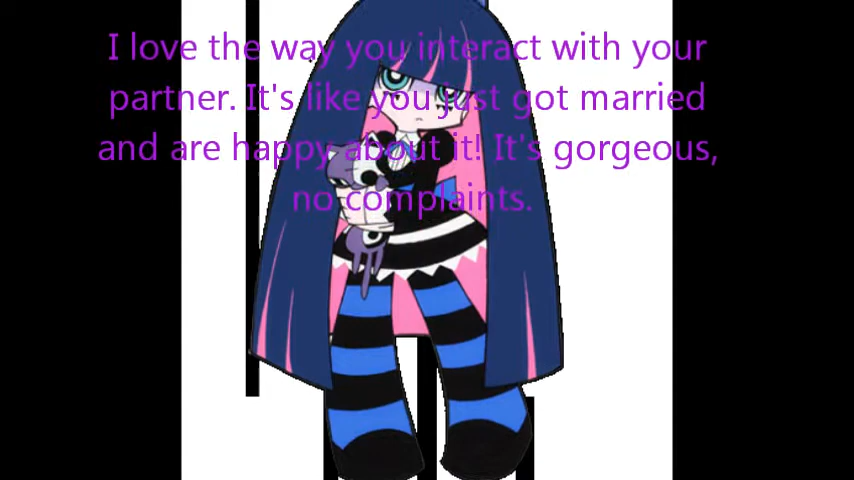 I love the way you interact with your
partner. It's like you just got married
and are happy about it! It's gorgeous,
no complaints.